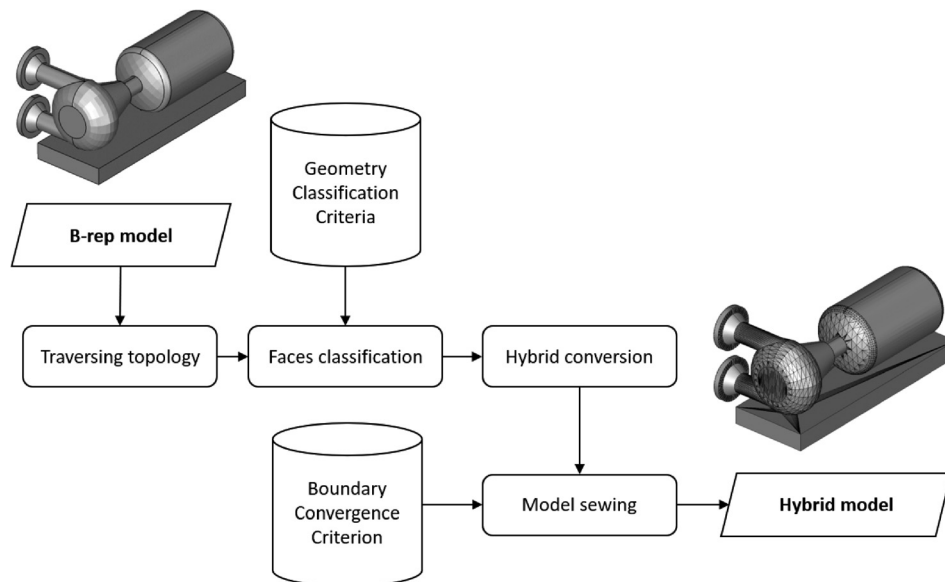 Geometry
Classification
Criteria
B-rep model
Traversing topology
Faces classification
Hybrid conversion
Boundary
Convergence
Criterion
Model sewing
Hybrid model